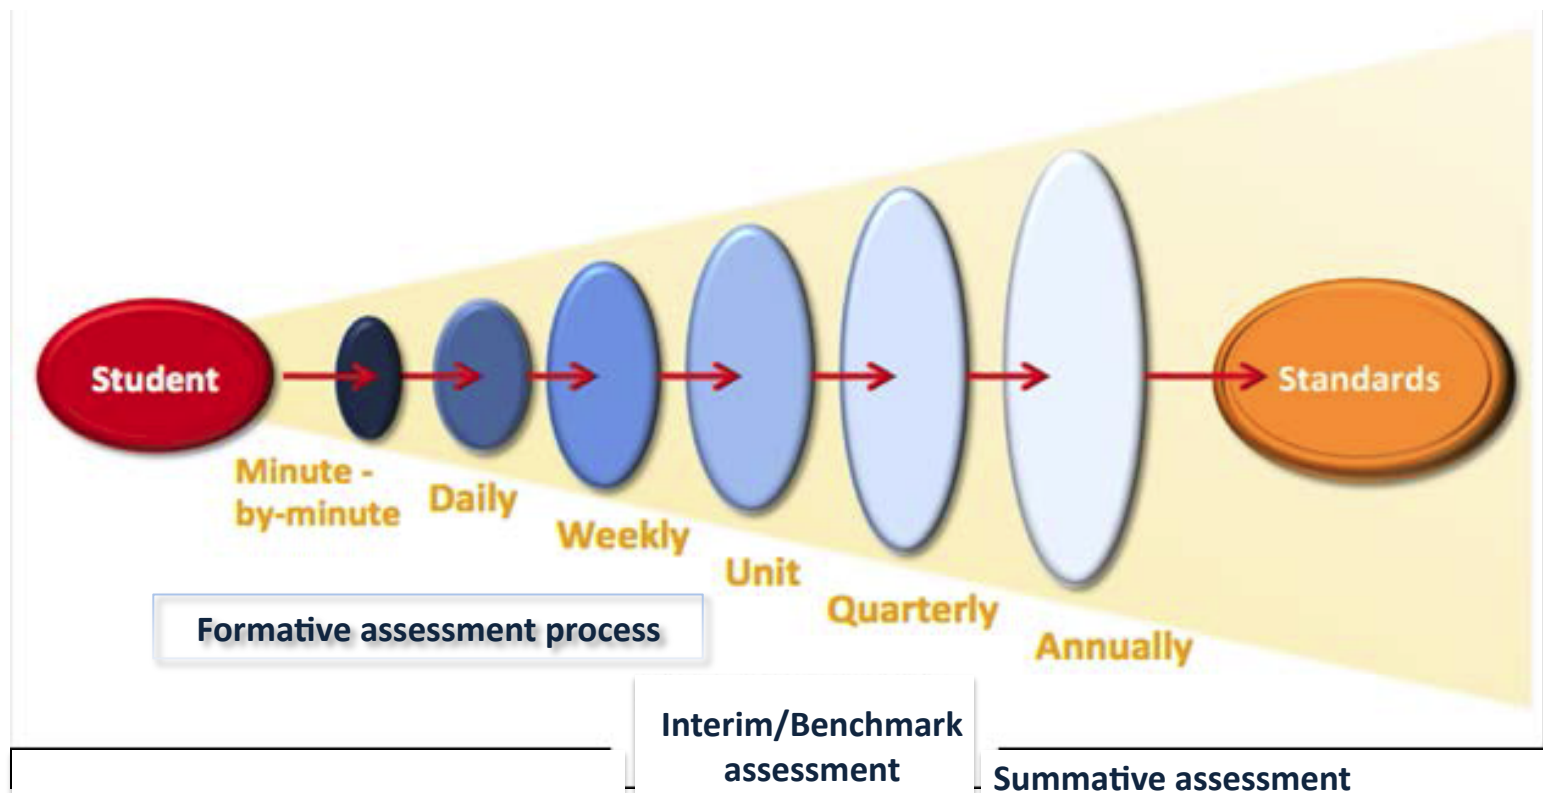 Student
Standards
Minute -
by-minute
Daily
Weekly
Unit
Quarterly
Annually
Formative assessment process
Interim/Benchmark
assessment
Summative assessment